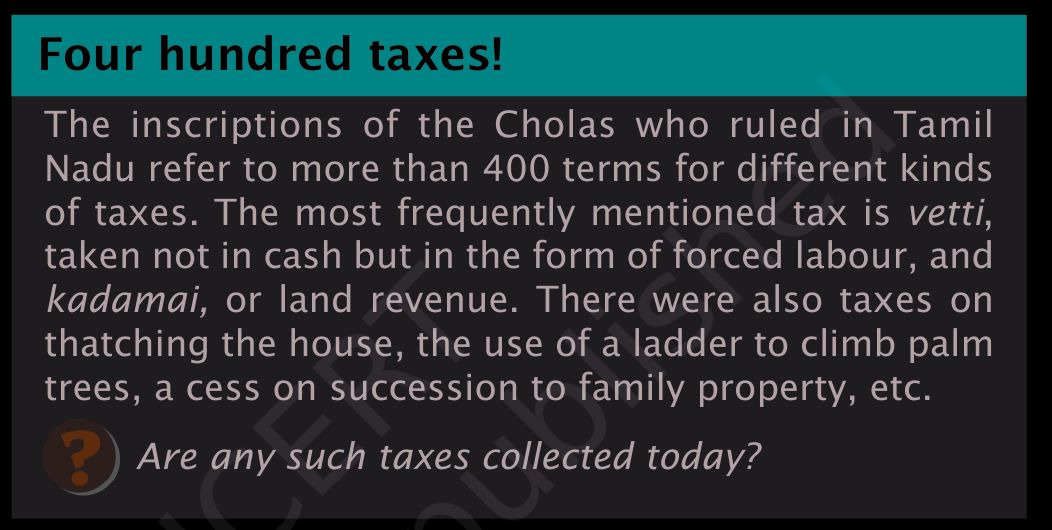 Four hundred taxes!
The inscriptions of the Cholas who ruled in Tamil
Nadu refer to more than 400 terms for different kinds
of taxes. The most frequently mentioned tax is vetti,
taken not in cash but in the form of forced labour, and
kadamai, or land revenue. There were also taxes on
thatching the house, the use of a ladder to climb palm
trees, a cess on succession to family property, etc.
? Are any such taxes collected today?
NCERT
published